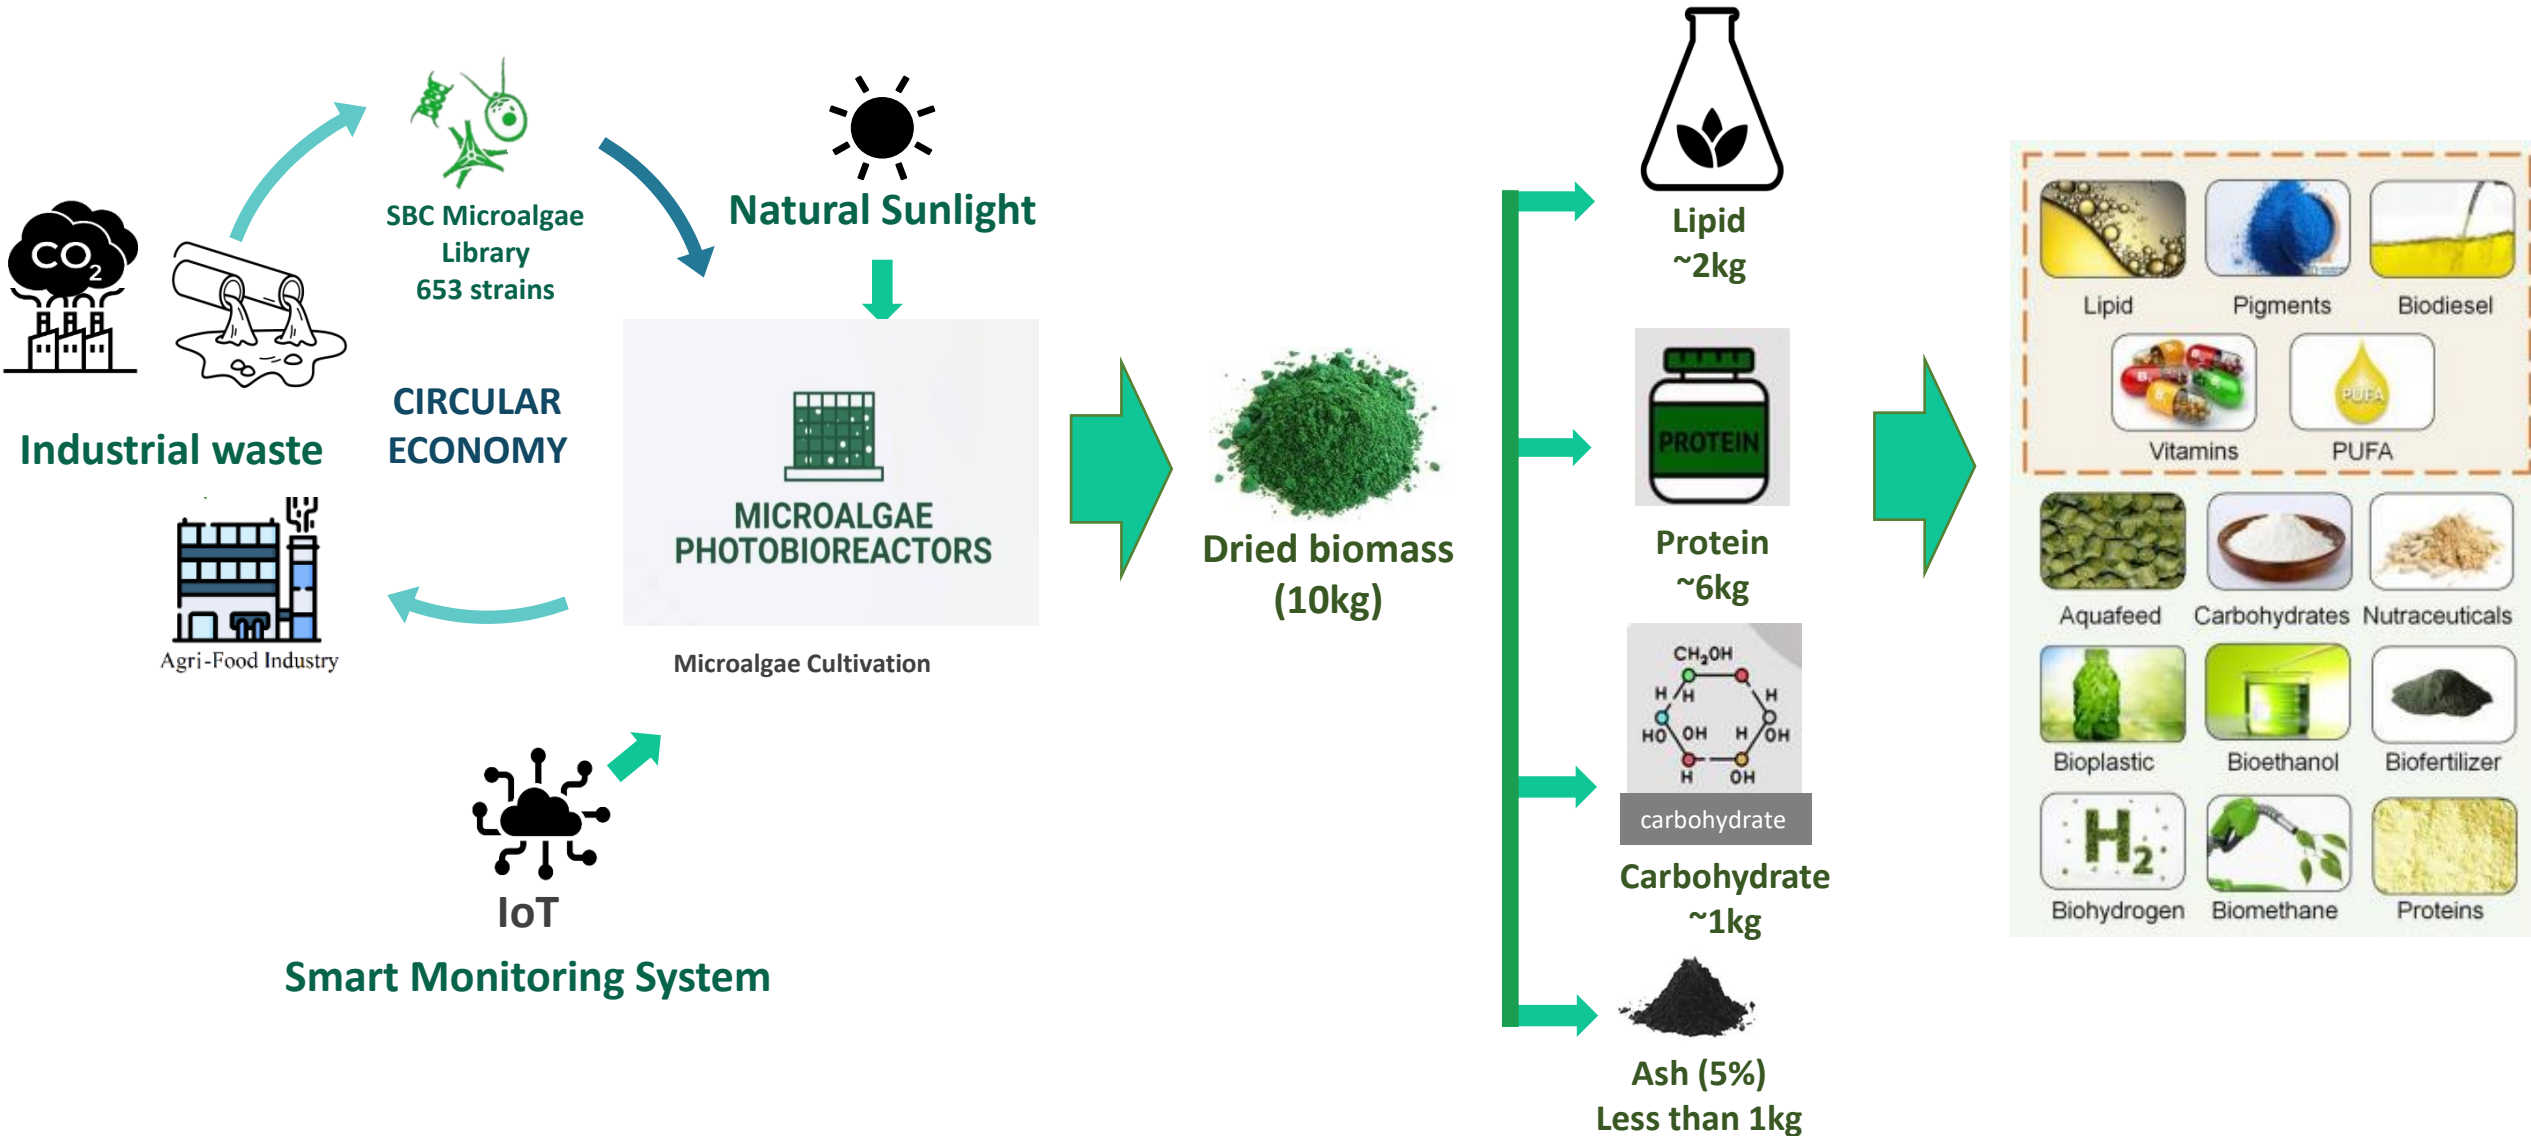 CO2
Industrial waste
SBC Microalgae
Library
653 strains
CIRCULAR
ECONOMY
Agri-Food Industry
Natural Sunlight
MICROALGAE
PHOTOBIOREACTORS
Microalgae Cultivation
IoT
Smart Monitoring System
Dried biomass
(10kg)
Lipid
~2kg
PROTEIN
Protein
~6kg
CH2OH
H H H
HO OH H OH
H OH
carbohydrate
Carbohydrate
~1kg
Ash (5%)
Less than 1kg
Lipid Pigments Biodiesel
PUFA
Vitamins PUFA
Aquafeed Carbohydrates Nutraceuticals
Bioplastic Bioethanol Biofertilizer
H2
Biohydrogen Biomethane Proteins